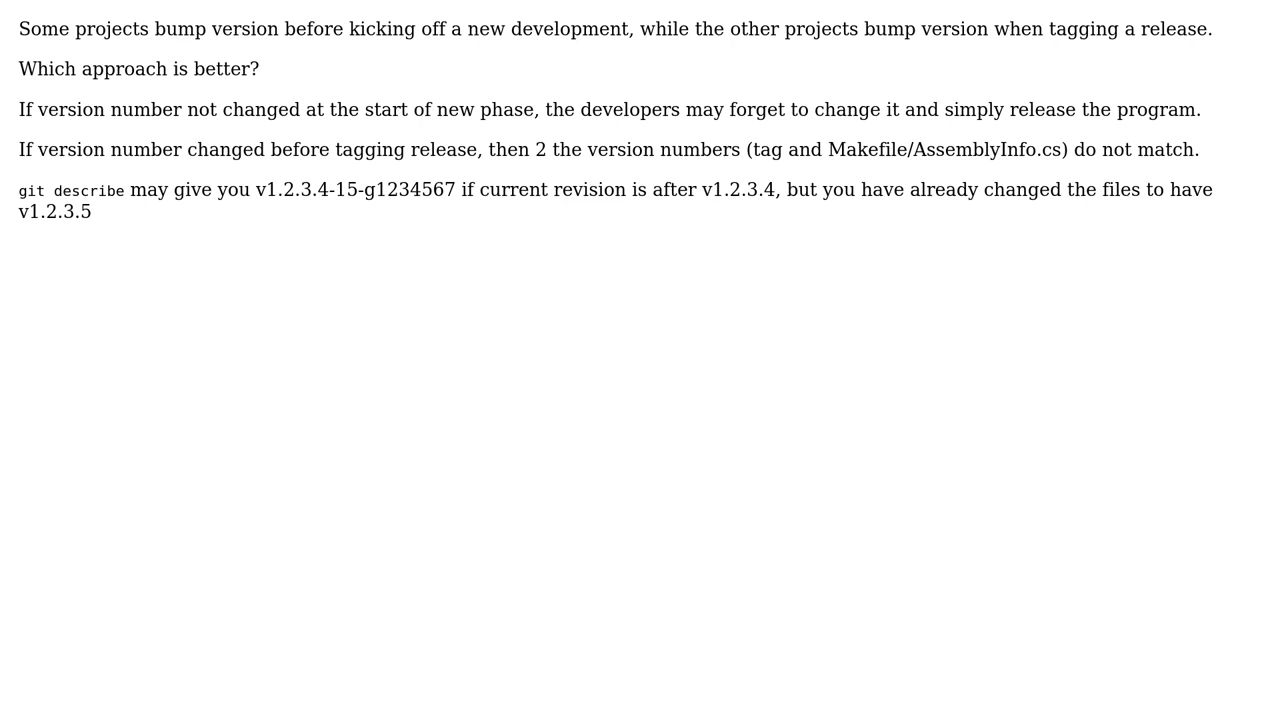 Some projects bump version before kicking off a new development, while the other projects bump version when tagging a release.
Which approach is better?
If version number not changed at the start of new phase, the developers may forget to change it and simply release the program.
If version number changed before tagging release, then 2 the version numbers (tag and Makefile/AssemblyInfo.cs) do not match.
git describe may give you v1.2.3.4-15-g1234567 if current revision is after v1.2.3.4, but you have already changed the files to have
v1.2.3.5